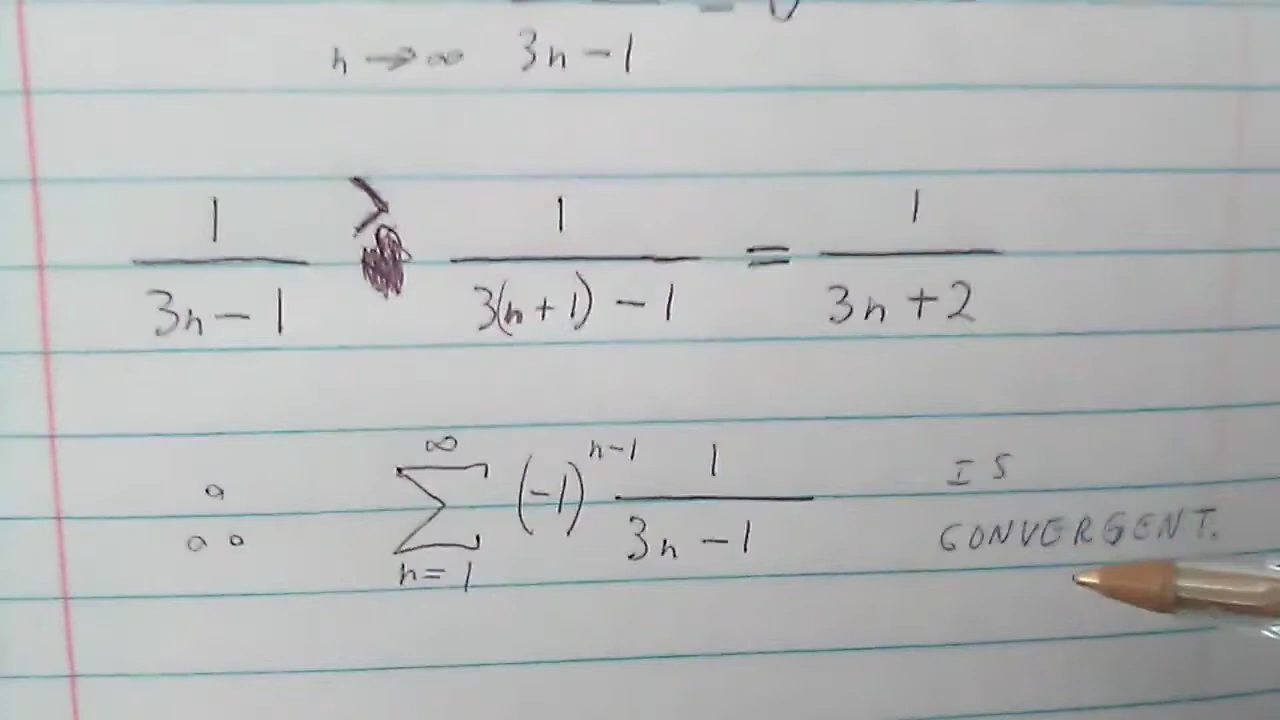 n → ∞ 3n - 1
1/(3n - 1) > 1/(3(n + 1) - 1) = 1/(3n + 2)
∴ ∑_{n=1}^{∞} (-1)^{n-1} 1/(3n - 1) IS
CONVERGENT.